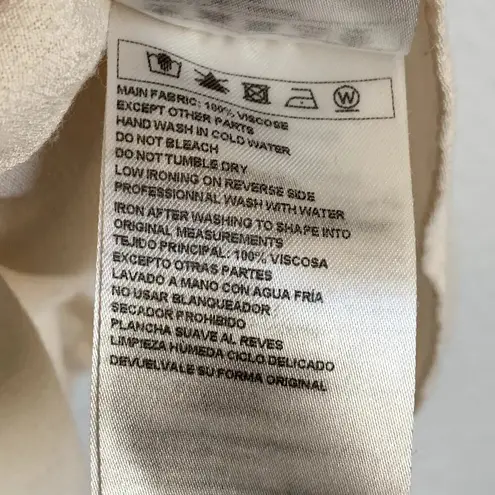 W
MAIN FABRIC: 100% VISCOSE
EXCEPT OTHER PARTS
HAND WASH IN COLD WATER
DO NOT BLEACH
DO NOT TUMBLE DRY
LOW IRONING ON REVERSE SIDE
PROFESSIONNAL WASH WITH WATER
IRON AFTER WASHING TO SHAPE INTO
ORIGINAL MEASUREMENTS
TEJIDO PRINCIPAL: 100% VISCOSA
EXCEPTO OTRAS PARTES
LAVADO A MANO CON AGUA FRÍA
NO USAR BLANQUEADOR
SECADOR PROHIBIDO
PLANCHA SUAVE AL REVES
LIMPIEZA HUMEDA CICLO DELICADO
DEVUELVALE SU FORMA ORIGINAL